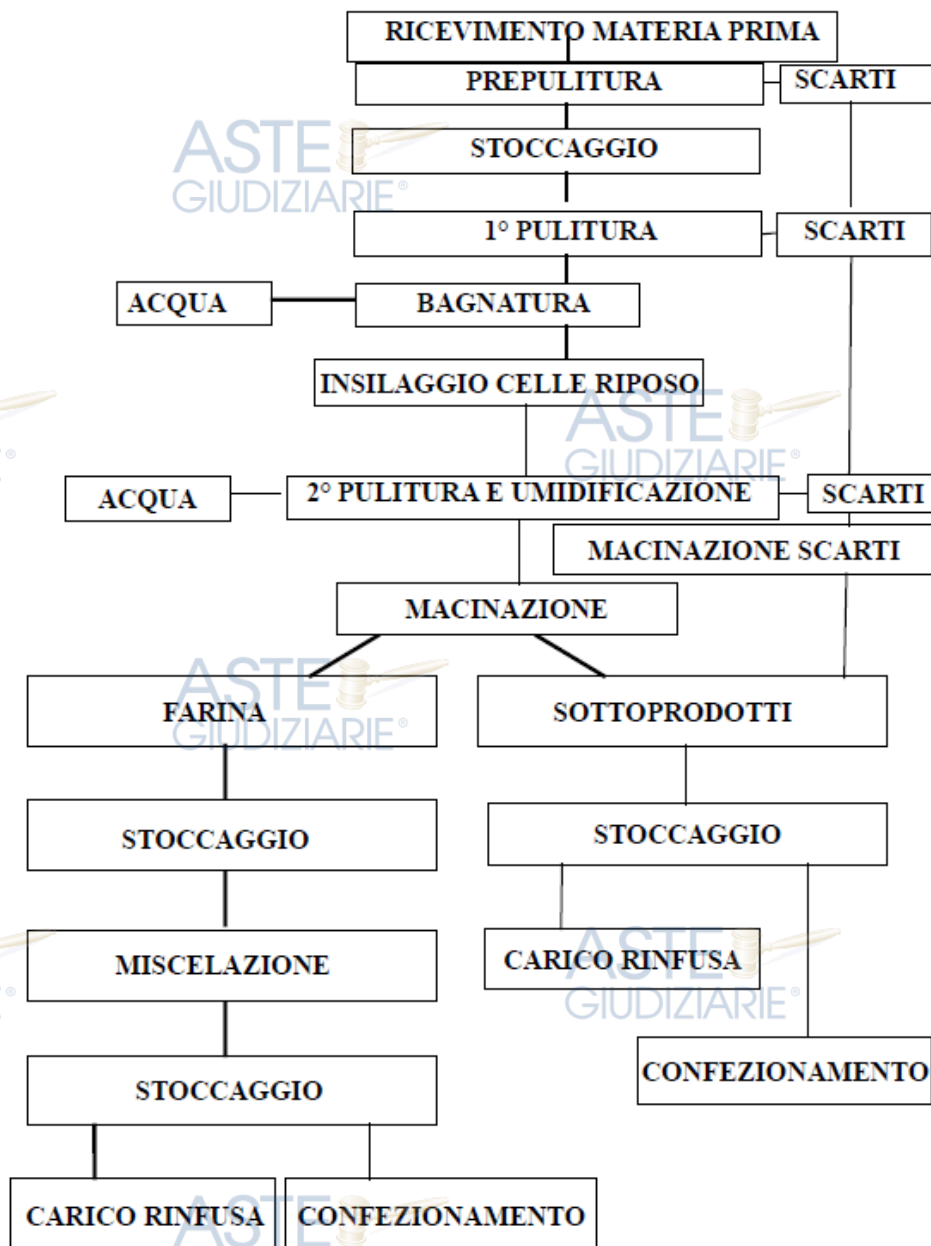 RICEVIMENTO MATERIA PRIMA
PREPULITURA
SCARTI
STOCCAGGIO
ASTE
GIUDIZIARIE®
1° PULITURA
SCARTI
ACQUA
BAGNATURA
INSILAGGIO CELLE RIPOSO
ASTE
GIUDIZIARIE®
ACQUA
2° PULITURA E UMIDIFICAZIONE
SCARTI
MACINAZIONE SCARTI
MACINAZIONE
ASTE
GIUDIZIARIE®
FARINA
SOTTOPRODOTTI
STOCCAGGIO
STOCCAGGIO
MISCELAZIONE
CARICO RINFUSA
ASTE
GIUDIZIARIE®
STOCCAGGIO
CONFEZIONAMENTO
CARICO RINFUSA
CONFEZIONAMENTO
ASTE